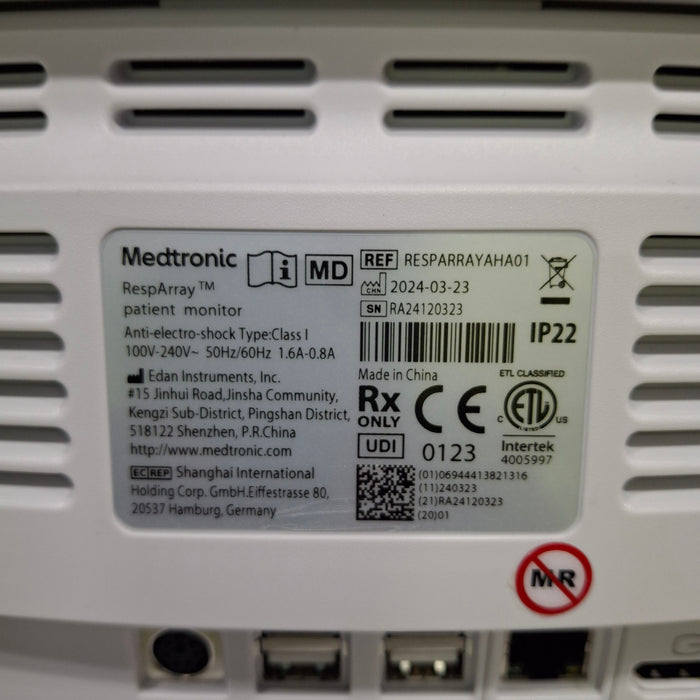 Medtronic
MD
RespArray™
patient monitor
Anti-electro-shock Type:Class I
100V-240V~ 50Hz/60Hz 1.6A-0.8A
Edan Instruments, Inc.
#15 Jinhui Road,Jinsha Community,
Kengzi Sub-District, Pingshan District,
518122 Shenzhen, P.R.China
http://www.medtronic.com
EC REP Shanghai International
Holding Corp. GmbH.Eiffestrasse 80,
20537 Hamburg, Germany
REF RESPARRAYAHA01
CHN 2024-03-23
SN RA24120323
IP22
Made in China
Rx
ONLY
CE
0123
UDI
ETL CLASSIFIED
C ETL US
Intertek
4005997
(01)06944413821316
(11)240323
(21)RA24120323
(20)01
MR